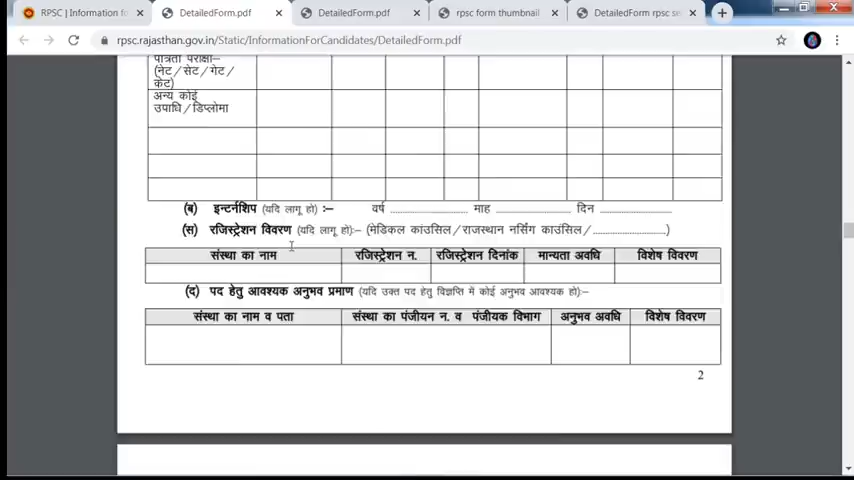 RPSC | Information f
DetailedForm.pdf
DetailedForm.pdf
rpsc form thumbnail
DetailedForm rpsc se
rpsc.rajasthan.gov.in/Static/InformationForCandidates/DetailedForm.pdf
पात्रता परीक्षा–
(नेट/सेट/गेट/
केट)
अन्य कोई
उपाधि/डिप्लोमा
(ब) इन्टर्नशिप (यदि लागू हो) :– वर्ष .................... माह .................... दिन ....................
(स) रजिस्ट्रेशन विवरण (यदि लागू हो):– (मेडिकल कांउसिल/राजस्थान नर्सिंग काउंसिल/....................)
संस्था का नाम रजिस्ट्रेशन न. रजिस्ट्रेशन दिनांक मान्यता अवधि विशेष विवरण
(द) पद हेतु आवश्यक अनुभव प्रमाण (यदि उक्त पद हेतु विज्ञप्ति में कोई अनुभव आवश्यक हो):–
संस्था का नाम व पता संस्था का पंजीयन न. व पंजीयक विभाग अनुभव अवधि विशेष विवरण
2